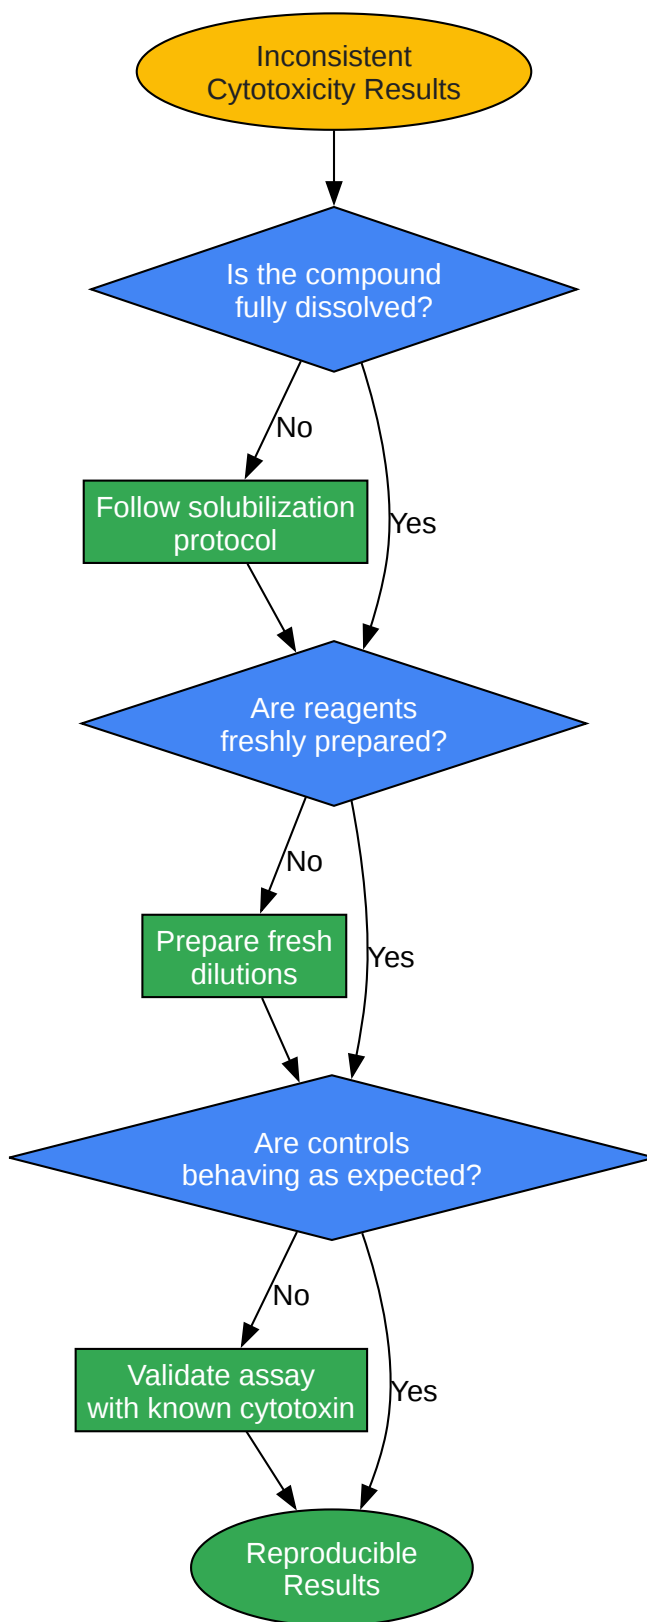 Inconsistent
Cytotoxicity Results
Is the compound
fully dissolved?
No
Follow solubilization
protocol
Yes
Are reagents
freshly prepared?
No
Prepare fresh
dilutions
Yes
Are controls
behaving as expected?
No
Validate assay
with known cytotoxin
Yes
Reproducible
Results